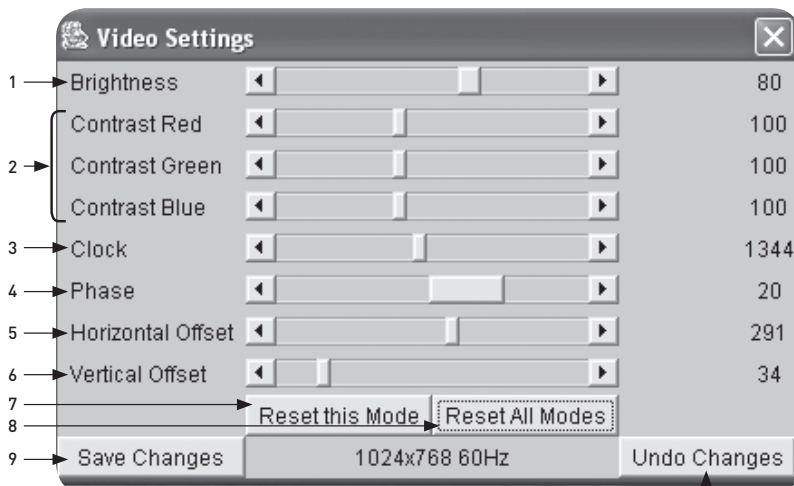 Video Settings
1 Brightness 80
Contrast Red 100
2 Contrast Green 100
Contrast Blue 100
3 Clock 1344
4 Phase 20
5 Horizontal Offset 291
6 Vertical Offset 34
7 Reset this Mode Reset All Modes
8
9 Save Changes 1024x768 60Hz Undo Changes